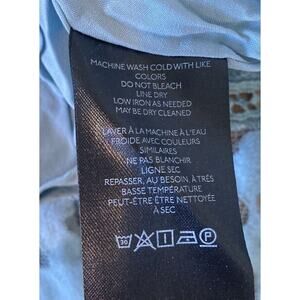 MACHINE WASH COLD WITH LIKE
COLORS
DO NOT BLEACH
LINE DRY
LOW IRON AS NEEDED
MAY BE DRY CLEANED
LAVER À LA MACHINE À L'EAU
FROIDE AVEC COULEURS
SIMILAIRES
NE PAS BLANCHIR
LIGNE SEC
REPASSER, AU BESOIN, À TRÈS
BASSE TEMPÉRATURE
PEUT-ÊTRE ÊTRE NETTOYÉE
À SEC
30 P